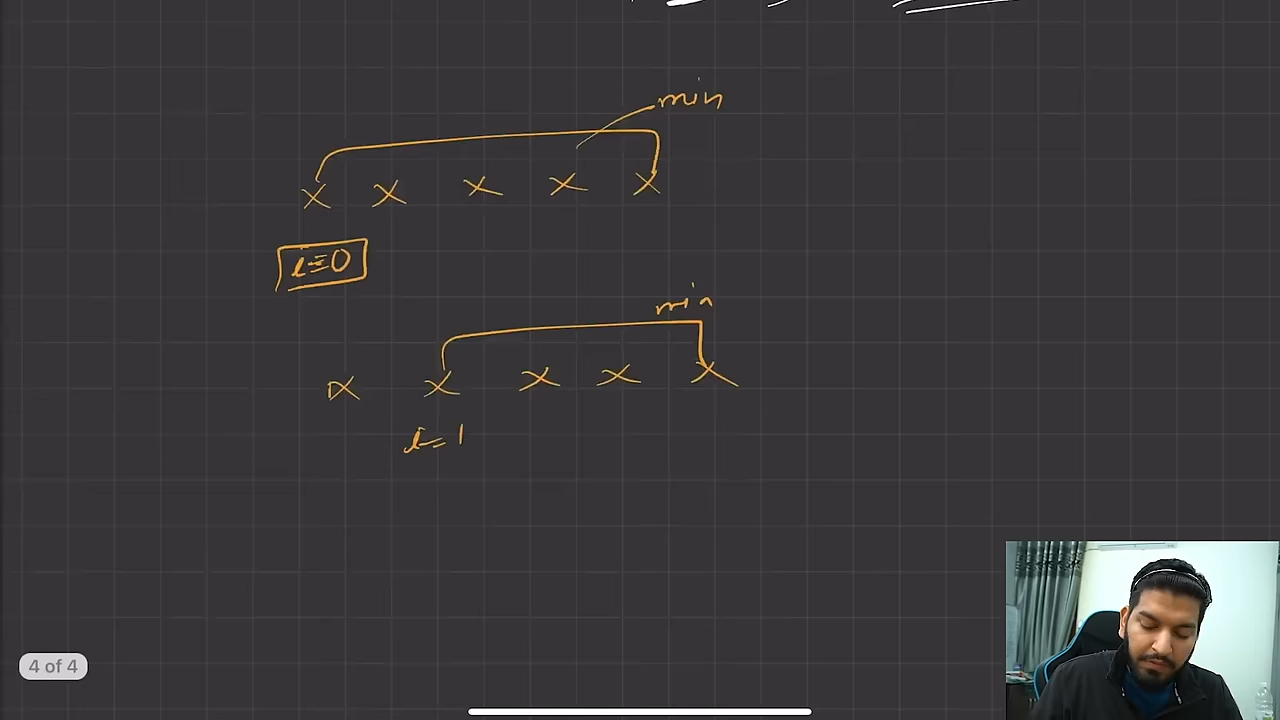 min
x x x x x
i=0
min
x x x x x
i=1
4 of 4